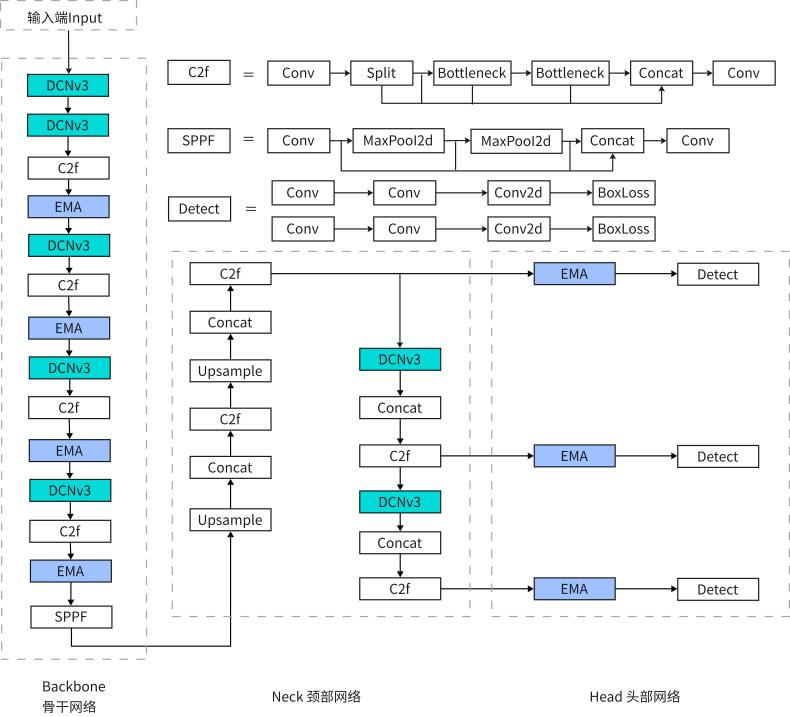 输入端Input
DCNv3
DCNv3
C2f
EMA
DCNv3
C2f
EMA
DCNv3
C2f
EMA
DCNv3
C2f
EMA
SPPF
Backbone
骨干网络
C2f = Conv Split Bottleneck Bottleneck Concat Conv
SPPF = Conv MaxPool2d MaxPool2d Concat Conv
Detect =
Conv Conv Conv2d BoxLoss
Conv Conv Conv2d BoxLoss
C2f
Concat
Upsample
C2f
Concat
Upsample
DCNv3
Concat
C2f
DCNv3
Concat
C2f
Neck 颈部网络
EMA Detect
EMA Detect
EMA Detect
Head 头部网络